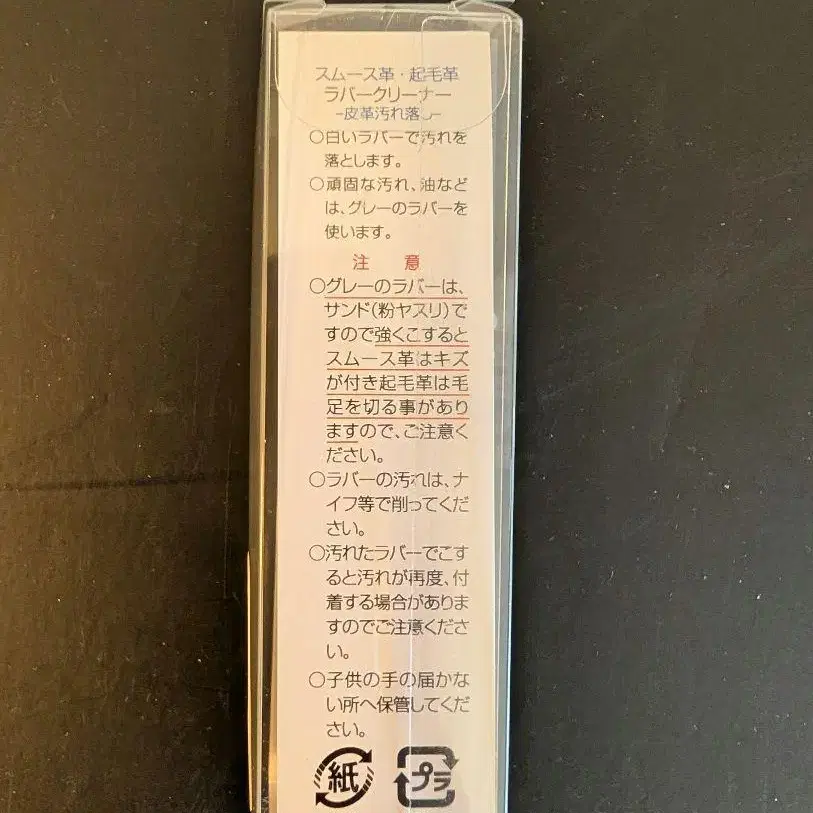 スムース革・起毛革
ラバークリーナー
-皮革汚れ落し-
○白いラバーで汚れを
落とします。
○頑固な汚れ、油など
は、グレーのラバーを
使います。
注 意
○グレーのラバーは、
サンド(粉ヤスリ)で
すので強くこすると
スムース革はキズ
が付き起毛革は毛
足を切る事があり
ますので、ご注意く
ださい。
○ラバーの汚れは、ナ
イフ等で削ってくだ
さい。
○汚れたラバーでこす
ると汚れが再度、付
着する場合がありま
すのでご注意くださ
い。
○子供の手の届かな
い所へ保管してくだ
さい。
紙 プラ